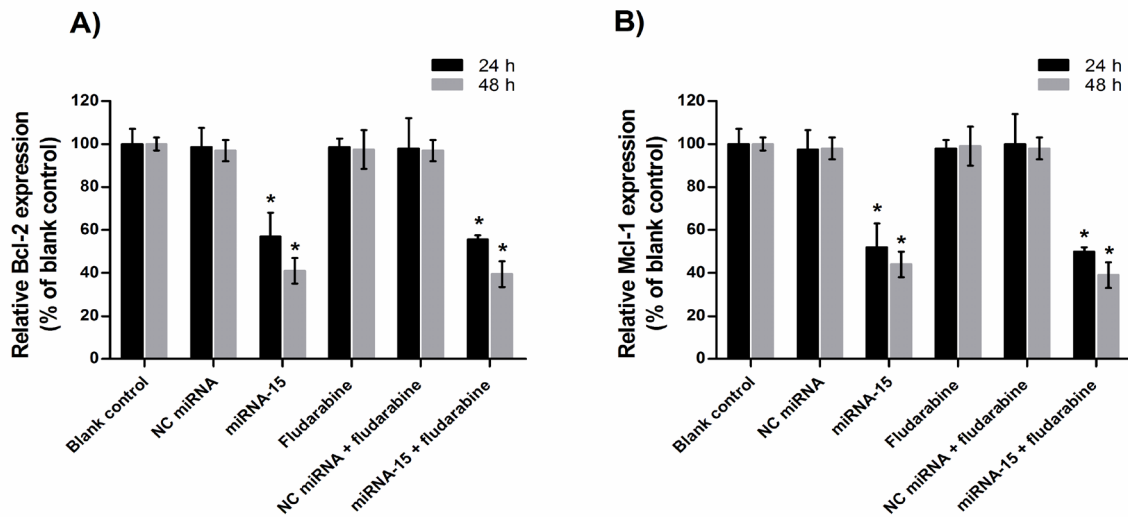 A)
24 h
48 h
Relative Bcl-2 expression
(% of blank control)
120
100
80
60
40
20
0
* * * *
Blank control
NC miRNA
miRNA-15
Fludarabine
NC miRNA + fludarabine
miRNA-15 + fludarabine
B)
24 h
48 h
Relative Mcl-1 expression
(% of blank control)
120
100
80
60
40
20
0
* * * *
Blank control
NC miRNA
miRNA-15
Fludarabine
NC miRNA + fludarabine
miRNA-15 + fludarabine